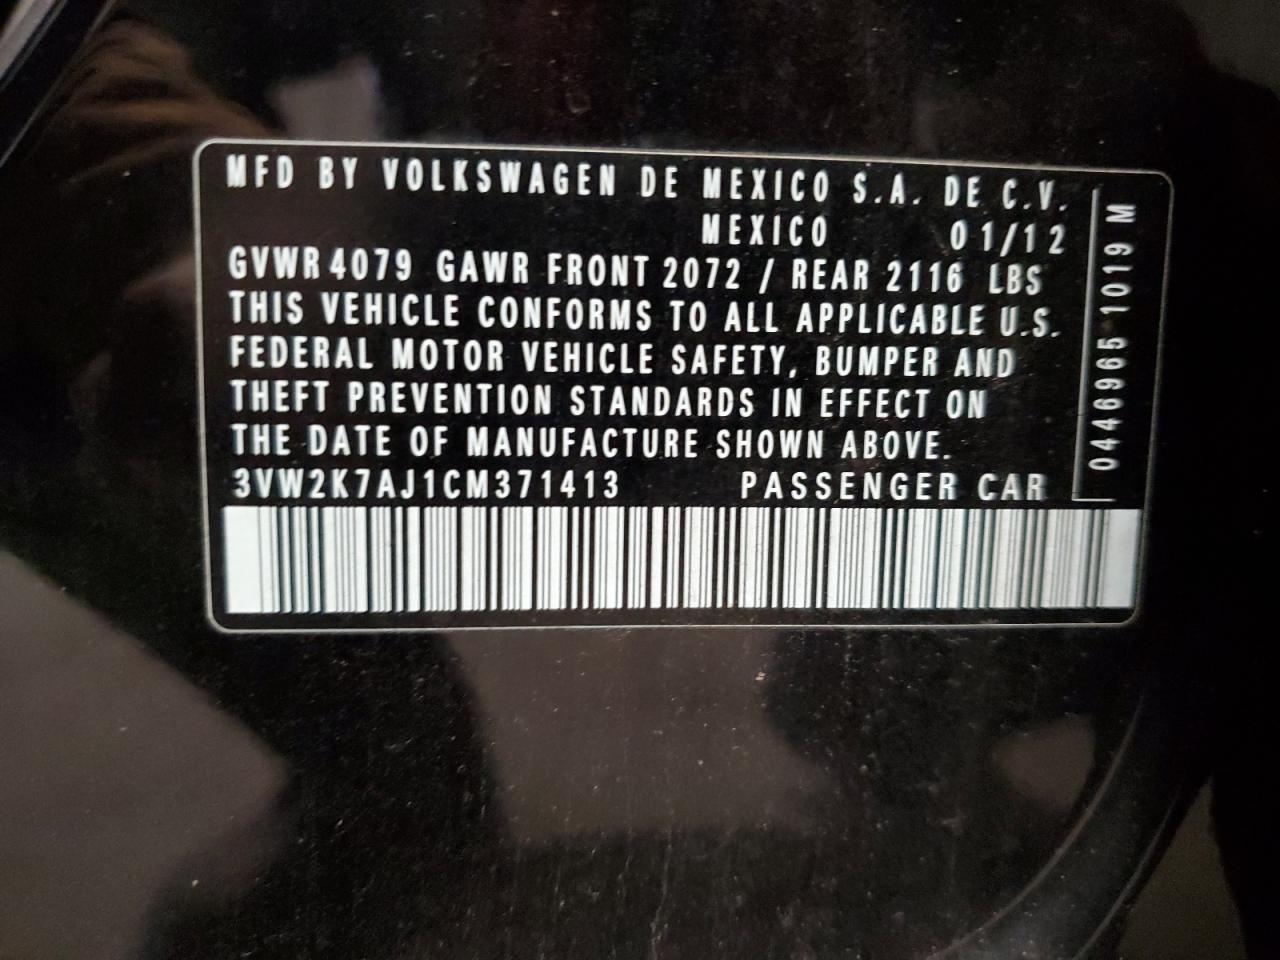 MFD BY VOLKSWAGEN DE MEXICO S.A. DE C.V.
MEXICO 01/12
GVWR 4079 GAWR FRONT 2072 / REAR 2116 LBS
THIS VEHICLE CONFORMS TO ALL APPLICABLE U.S.
FEDERAL MOTOR VEHICLE SAFETY, BUMPER AND
THEFT PREVENTION STANDARDS IN EFFECT ON
THE DATE OF MANUFACTURE SHOWN ABOVE.
3VW2K7AJ1CM371413 PASSENGER CAR
0446965 1019 M